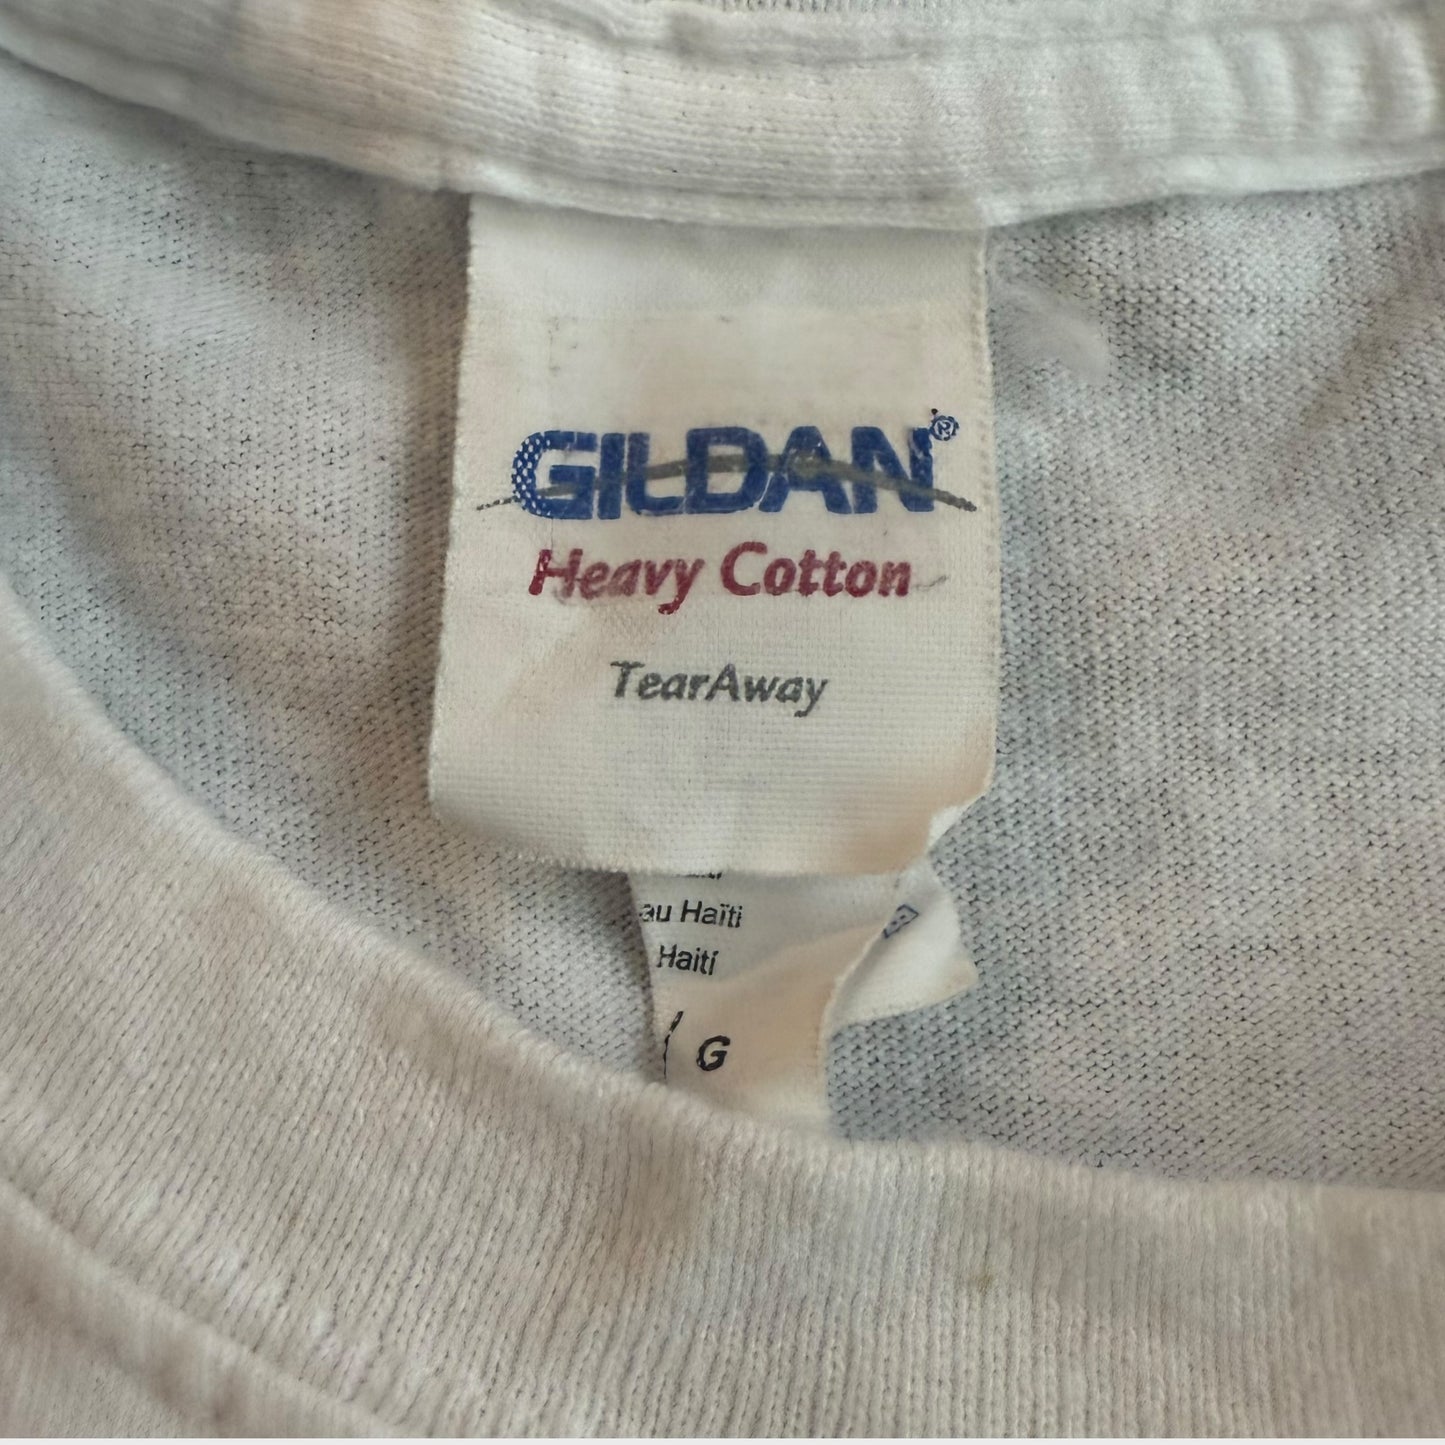 GILDAN®
Heavy Cotton
TearAway
au Haïti
Haití
G